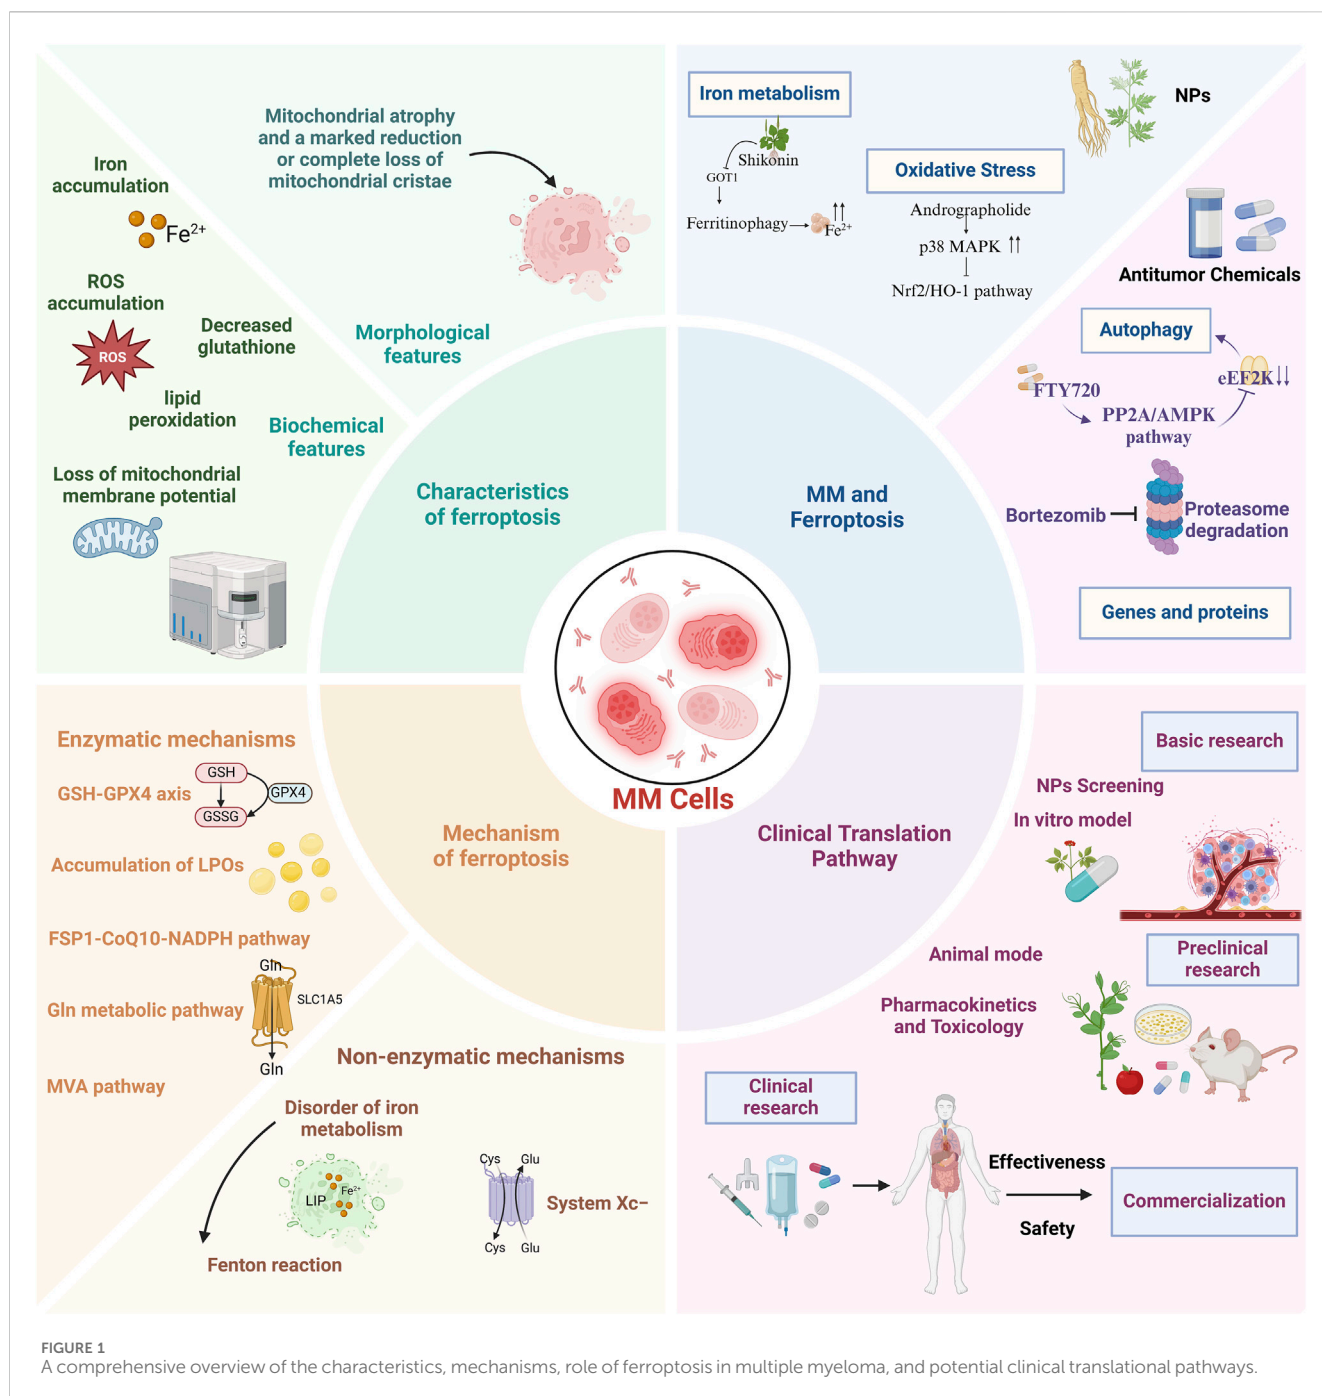 Mitochondrial atrophy
and a marked reduction
or complete loss of
mitochondrial cristae
Morphological
features
Iron
accumulation
Fe²⁺
ROS
accumulation
ROS
Decreased
glutathione
lipid
peroxidation
Biochemical
features
Loss of mitochondrial
membrane potential
Characteristics
of ferroptosis
Iron metabolism
Shikonin
GOT1
Ferritinophagy
Fe²⁺
Oxidative Stress
Andrographolide
p38 MAPK
Nrf2/HO-1 pathway
NPs
Antitumor Chemicals
Autophagy
eEF2K
FTY720
PP2A/AMPK
pathway
Bortezomib
Proteasome
degradation
Genes and proteins
MM and
Ferroptosis
MM Cells
Enzymatic mechanisms
GSH-GPX4 axis
GSH
GPX4
GSSG
Accumulation of LPOs
FSP1-CoQ10-NADPH pathway
Gln metabolic pathway
Gln
SLC1A5
Gln
MVA pathway
Mechanism
of ferroptosis
Non-enzymatic mechanisms
Disorder of iron
metabolism
LIP
Fe²⁺
Fenton reaction
Cys
Glu
System Xc−
Cys
Glu
Clinical Translation
Pathway
Basic research
NPs Screening
In vitro model
Preclinical
research
Animal mode
Pharmacokinetics
and Toxicology
Clinical
research
Effectiveness
Safety
Commercialization
FIGURE 1
A comprehensive overview of the characteristics, mechanisms, role of ferroptosis in multiple myeloma, and potential clinical translational pathways.